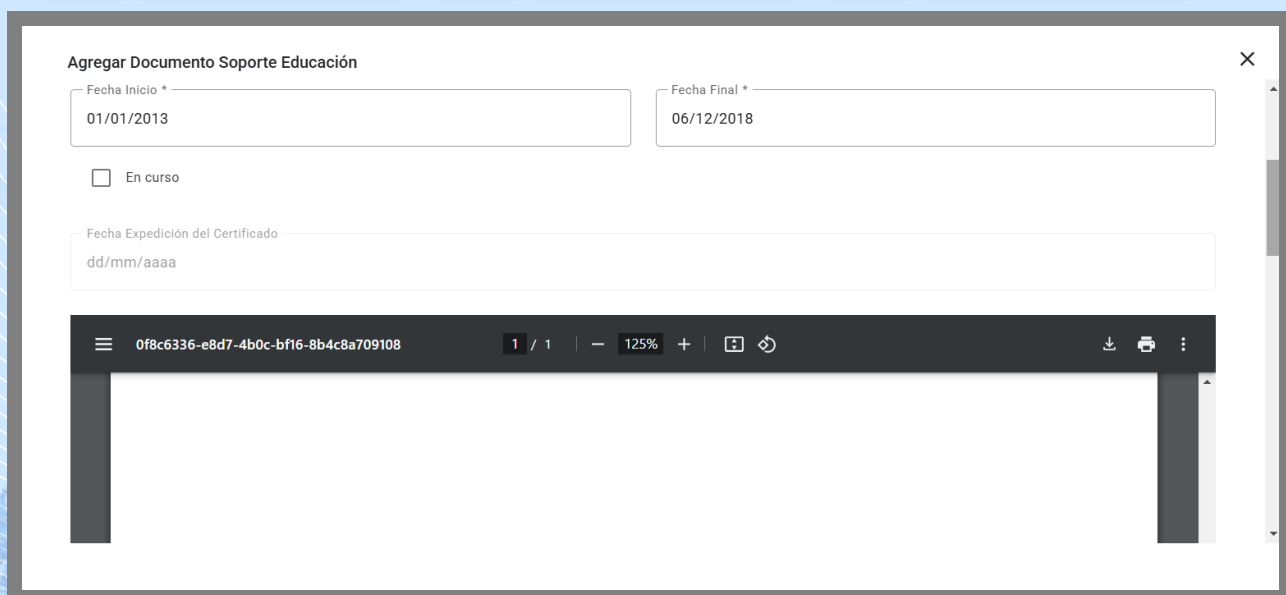 Agregar Documento Soporte Educación
Fecha Inicio *
01/01/2013
Fecha Final *
06/12/2018
En curso
Fecha Expedición del Certificado
dd/mm/aaaa
0f8c6336-e8d7-4b0c-bf16-8b4c8a709108
1 / 1
125%